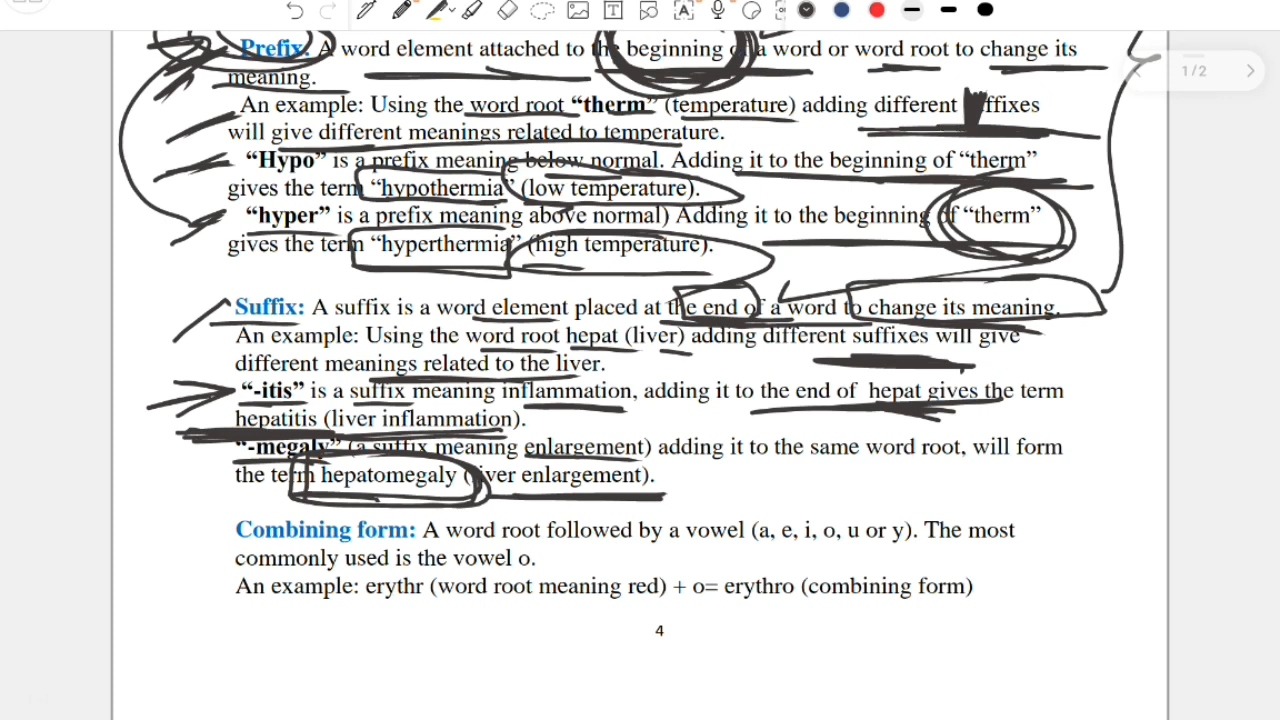 1/2
Prefix: A word element attached to the beginning of a word or word root to change its
meaning.
An example: Using the word root “therm” (temperature) adding different ffixes
will give different meanings related to temperature.
“Hypo” is a prefix meaning below normal. Adding it to the beginning of “therm”
gives the term “hypothermia” (low temperature).
“hyper” is a prefix meaning above normal) Adding it to the beginning of “therm”
gives the term “hyperthermia” (high temperature).
Suffix: A suffix is a word element placed at the end of a word to change its meaning.
An example: Using the word root hepat (liver) adding different suffixes will give
different meanings related to the liver.
“-itis” is a suffix meaning inflammation, adding it to the end of hepat gives the term
hepatitis (liver inflammation).
“-megaly” (a suffix meaning enlargement) adding it to the same word root, will form
the term hepatomegaly (liver enlargement).
Combining form: A word root followed by a vowel (a, e, i, o, u or y). The most
commonly used is the vowel o.
An example: erythr (word root meaning red) + o= erythro (combining form)
4